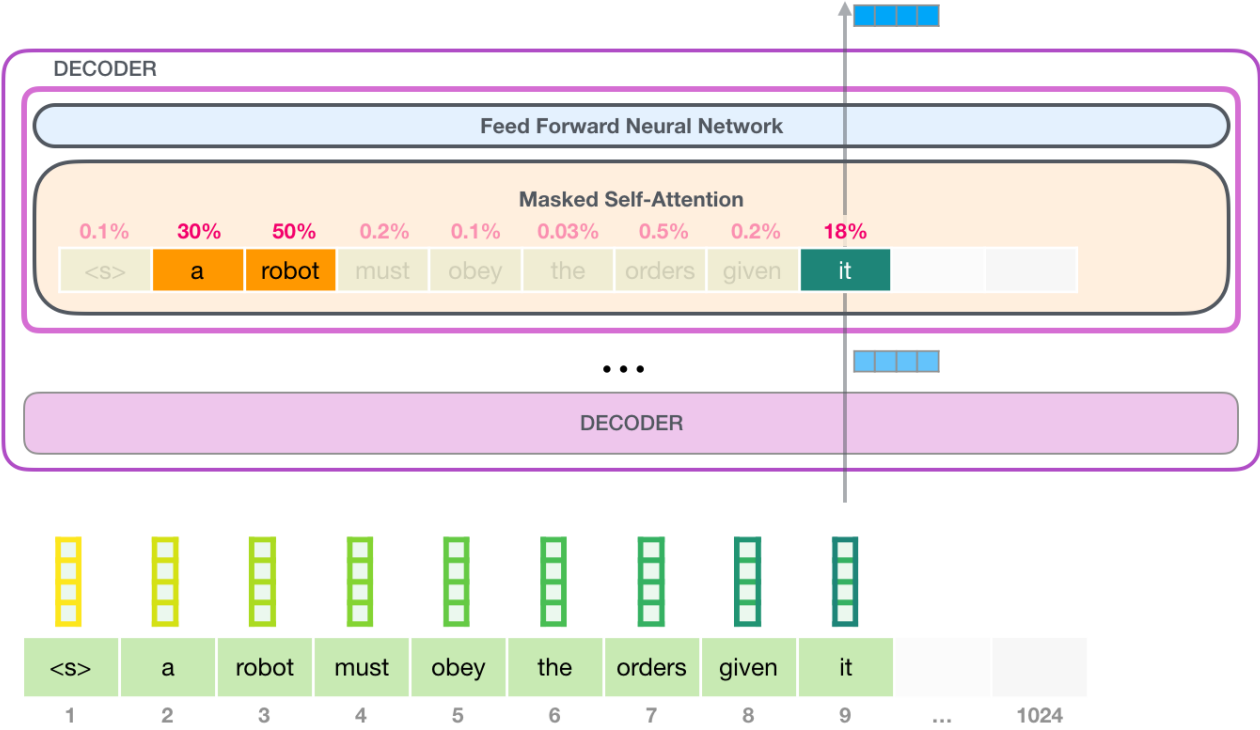 DECODER
Feed Forward Neural Network
Masked Self-Attention
0.1% 30% 50% 0.2% 0.1% 0.03% 0.5% 0.2% 18%
<s> a robot must obey the orders given it
...
DECODER
<s> a robot must obey the orders given it
1 2 3 4 5 6 7 8 9 ... 1024